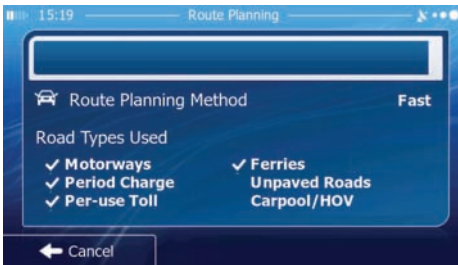 15:19 Route Planning
Route Planning Method Fast
Road Types Used
Motorways Ferries
Period Charge Unpaved Roads
Per-use Toll Carpool/HOV
Cancel